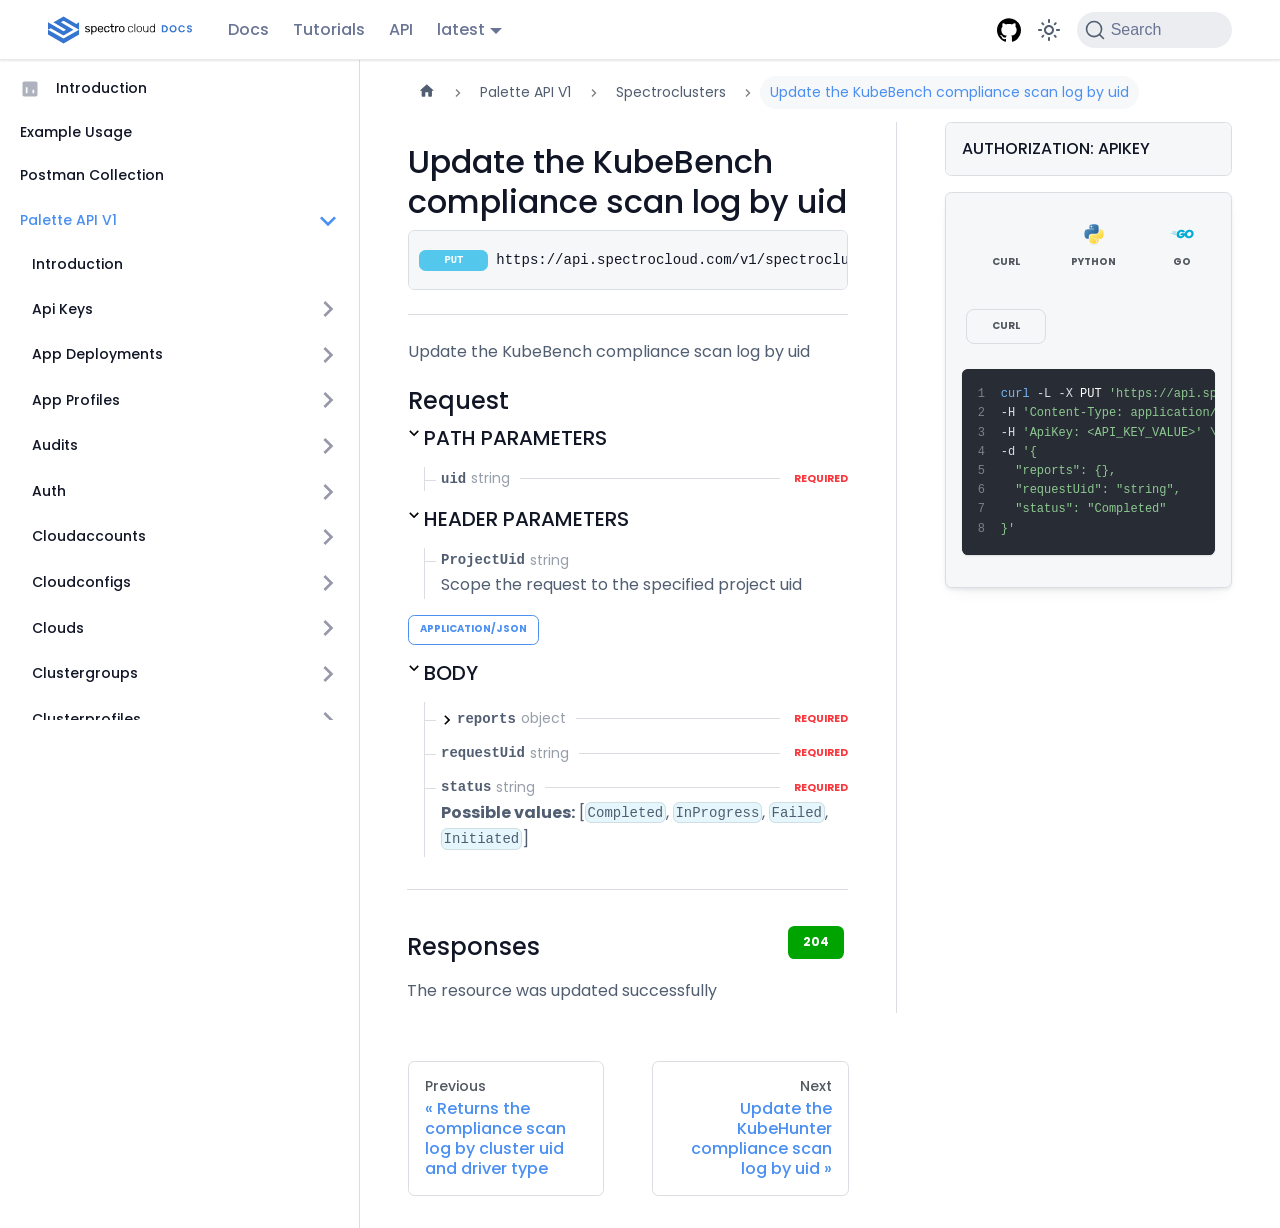 spectro cloud DOCS
Docs
Tutorials
API
latest
Search
Introduction
Example Usage
Postman Collection
Palette API V1
Introduction
Api Keys
App Deployments
App Profiles
Audits
Auth
Cloudaccounts
Cloudconfigs
Clouds
Clustergroups
Clusterprofiles
Palette API V1
Spectroclusters
Update the KubeBench compliance scan log by uid
Update the KubeBench
compliance scan log by uid
PUT https://api.spectrocloud.com/v1/spectroclu
Update the KubeBench compliance scan log by uid
Request
PATH PARAMETERS
uid string REQUIRED
HEADER PARAMETERS
ProjectUid string
Scope the request to the specified project uid
APPLICATION/JSON
BODY
reports object REQUIRED
requestUid string REQUIRED
status string REQUIRED
Possible values: [Completed, InProgress, Failed,
Initiated]
Responses
204
The resource was updated successfully
Previous
« Returns the
compliance scan
log by cluster uid
and driver type
Next
Update the
KubeHunter
compliance scan
log by uid »
AUTHORIZATION: APIKEY
CURL
PYTHON
GO
CURL
1 curl -L -X PUT 'https://api.sp
2 -H 'Content-Type: application/
3 -H 'ApiKey: <API_KEY_VALUE>' \
4 -d '{
5 "reports": {},
6 "requestUid": "string",
7 "status": "Completed"
8 }'